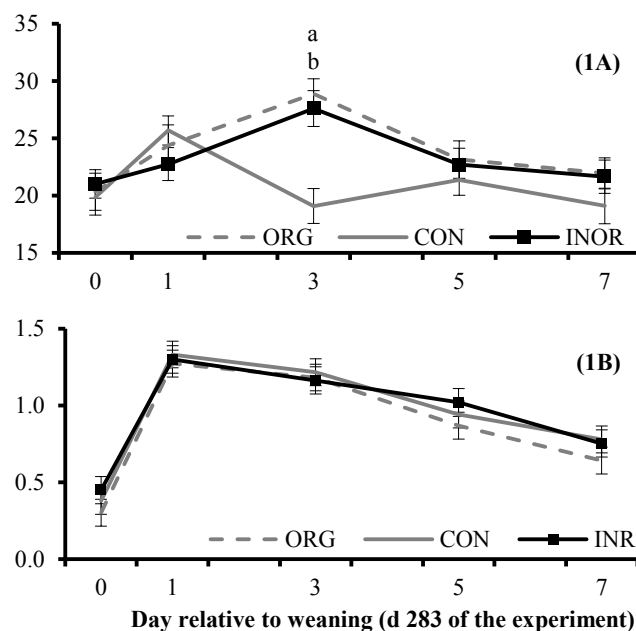 35
a
30
b
(1A)
25
20
15
ORG CON INOR
0 1 3 5 7
1.5
(1B)
1.0
0.5
ORG CON INR
0.0
0 1 3 5 7
Day relative to weaning (d 283 of the experiment)